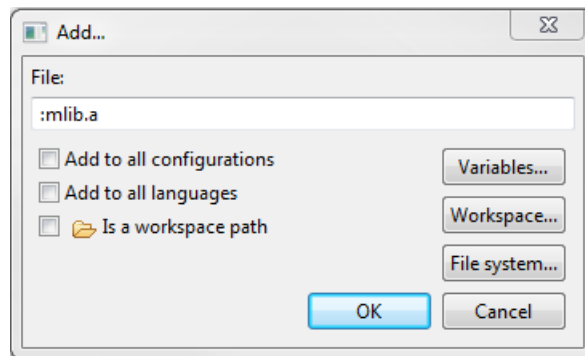 Add...
File:
:mlib.a
Add to all configurations
Add to all languages
Is a workspace path
Variables...
Workspace...
File system...
OK
Cancel